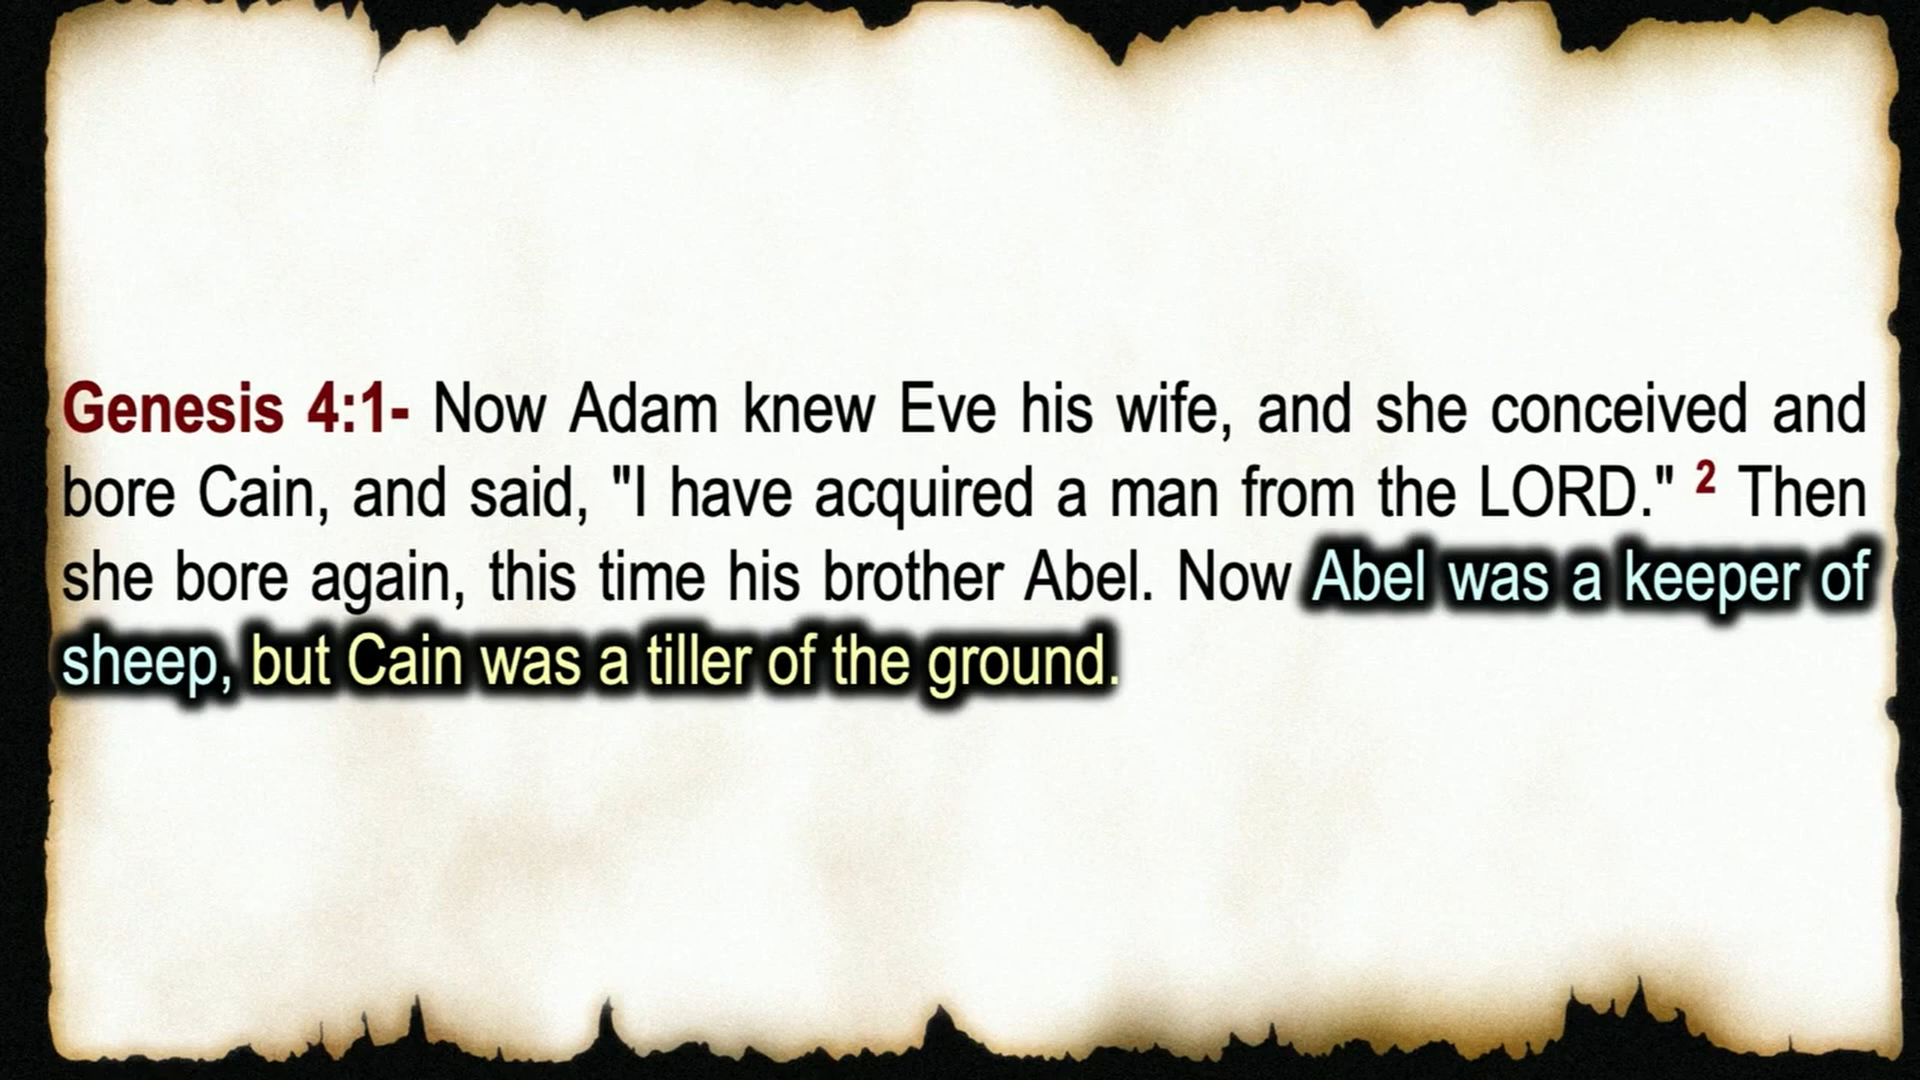 Genesis 4:1- Now Adam knew Eve his wife, and she conceived and
bore Cain, and said, "I have acquired a man from the LORD." 2 Then
she bore again, this time his brother Abel. Now Abel was a keeper of
sheep, but Cain was a tiller of the ground.